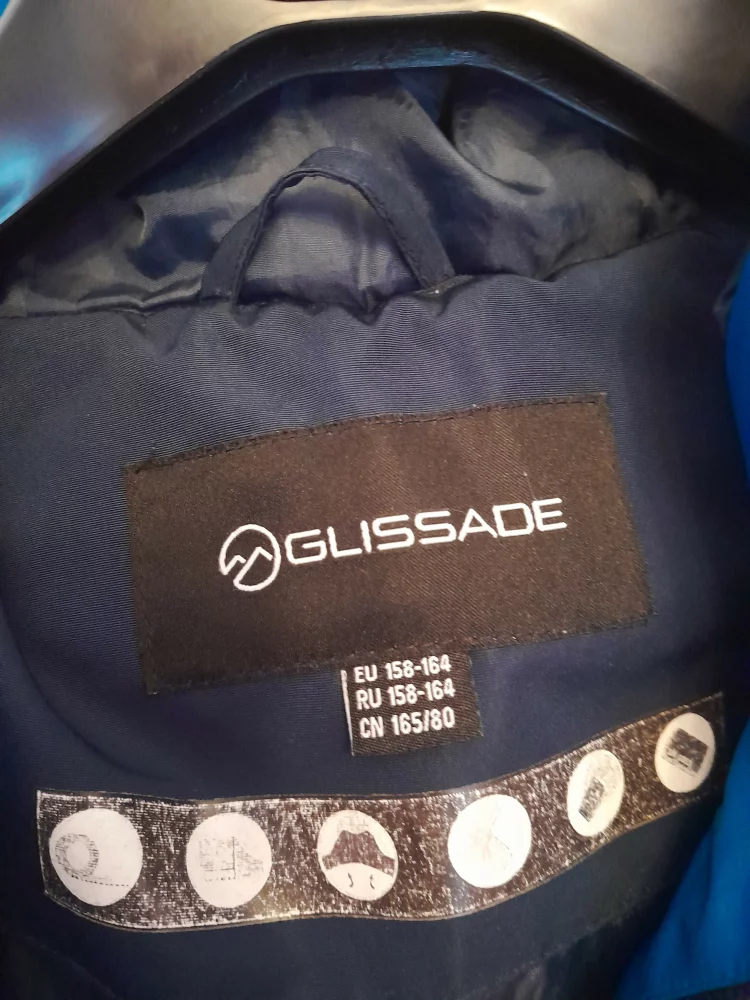 GLISSADE
EU 158-164
RU 158-164
CN 165/80